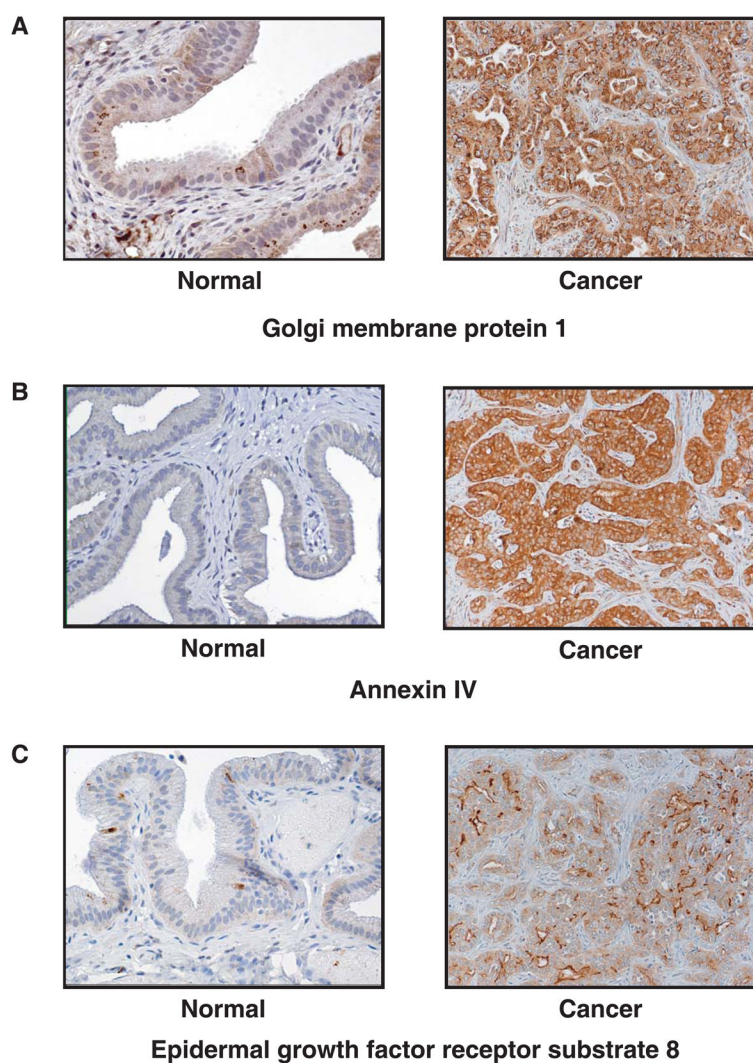 A
Normal Cancer
Golgi membrane protein 1
B
Normal Cancer
Annexin IV
C
Normal Cancer
Epidermal growth factor receptor substrate 8